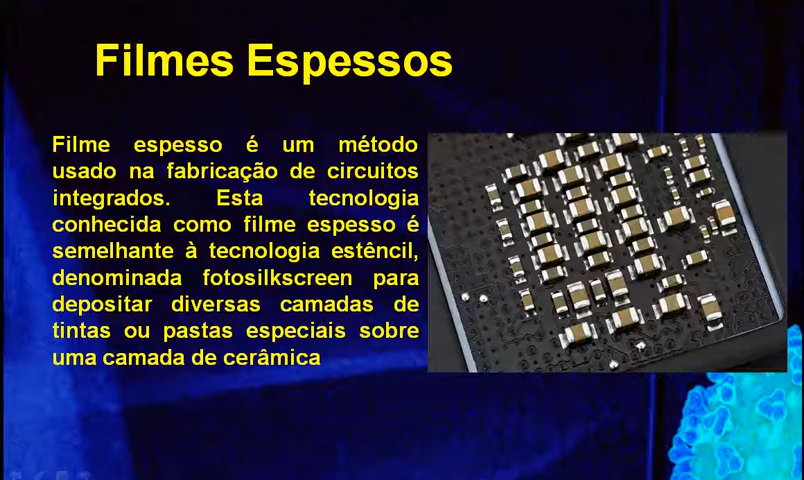 Filmes Espessos
Filme espesso é um método
usado na fabricação de circuitos
integrados. Esta tecnologia
conhecida como filme espesso é
semelhante à tecnologia estêncil,
denominada fotosilkscreen para
depositar diversas camadas de
tintas ou pastas especiais sobre
uma camada de cerâmica